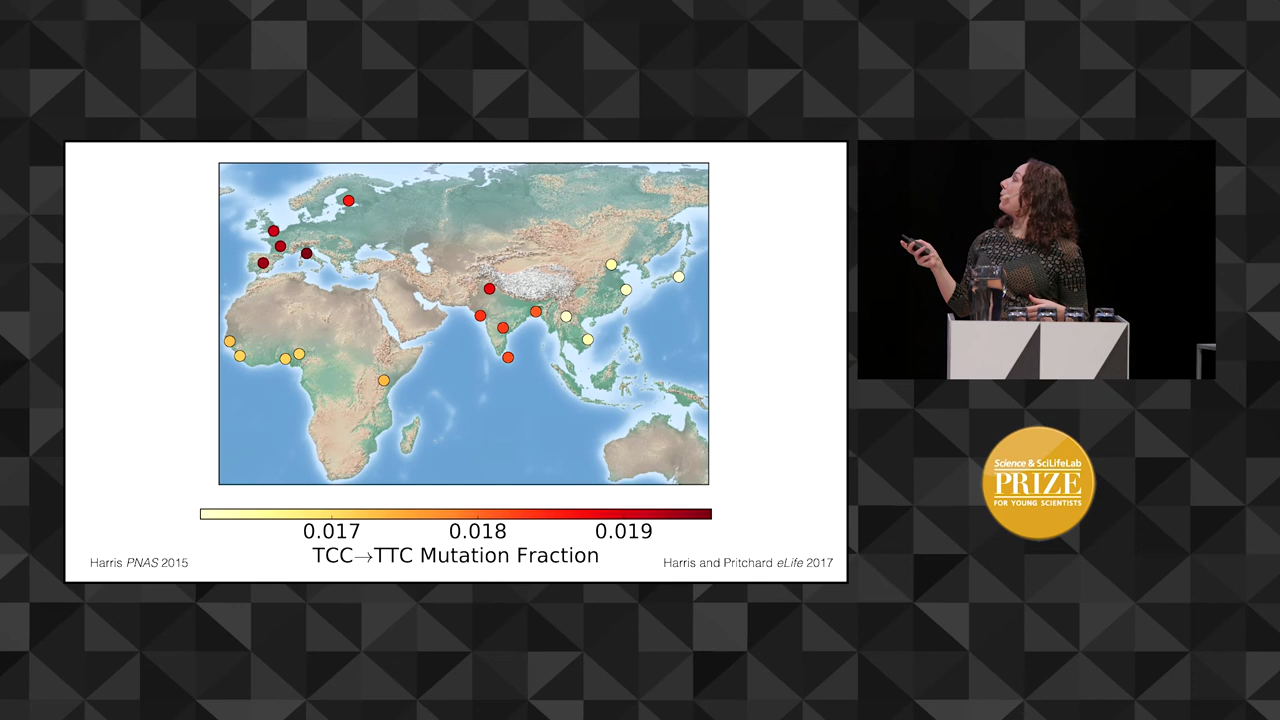 0.017 0.018 0.019
TCC→TTC Mutation Fraction
Harris PNAS 2015
Harris and Pritchard eLife 2017
Science & SciLifeLab
PRIZE
FOR YOUNG SCIENTISTS